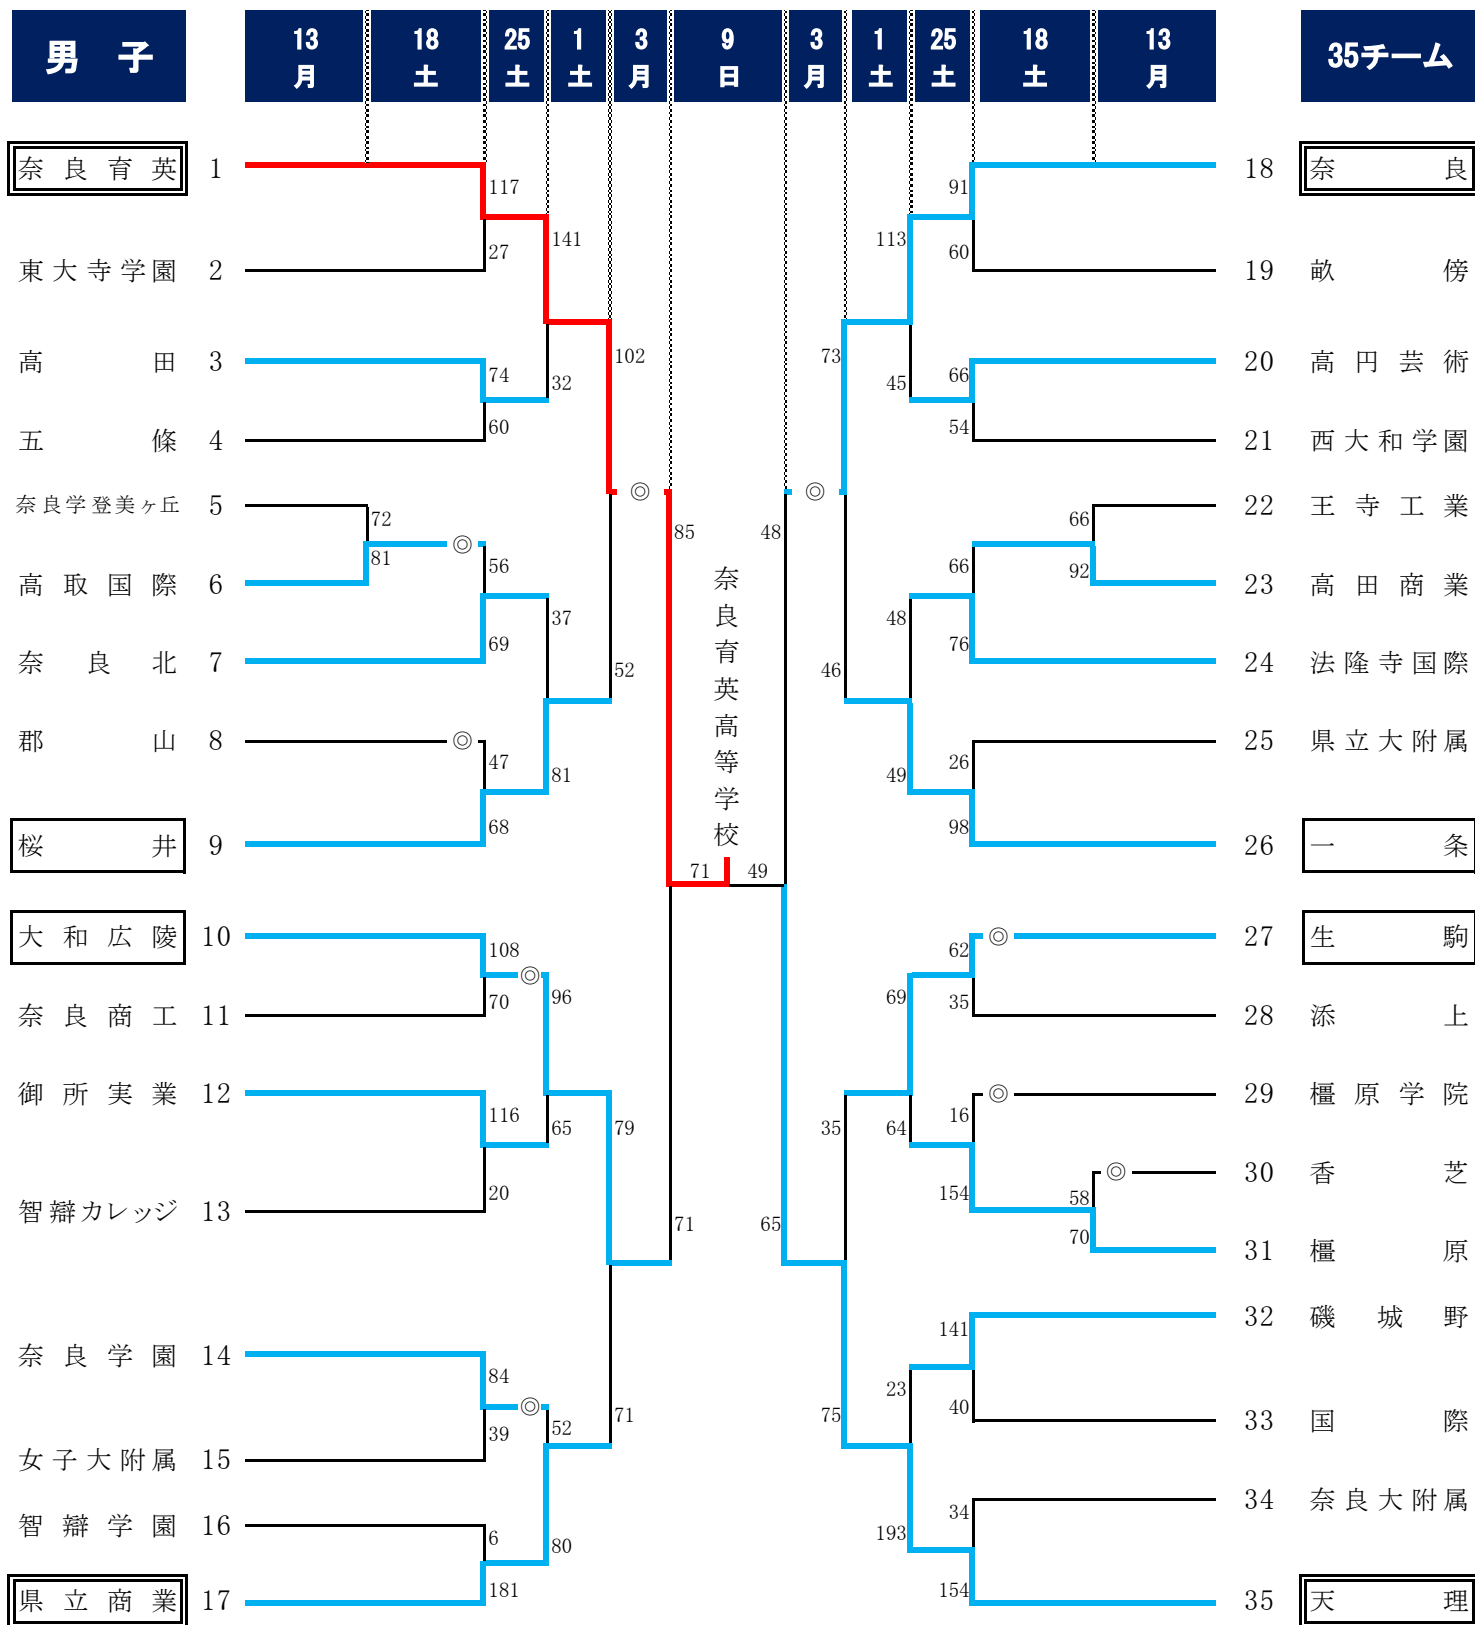 男 子
13 18 25 1 3 9 3 1 25 18 13
月 土 土 土 月 日 月 土 土 土 月
35チーム
奈良育英 1
117
27
東大寺学園 2
141
32
高田 3
74
60
五條 4
102
52
奈良学登美ヶ丘 5
72
81
高取国際 6
◎
56
69
奈良北 7
37
81
郡山 8
◎
47
68
桜井 9
◎
85
71
大和広陵 10
108
70
奈良商工 11
◎
96
65
御所実業 12
116
20
智辯カレッジ 13
79
71
奈良学園 14
84
39
女子大附属 15
◎
52
80
智辯学園 16
6
181
県立商業 17
奈良育英高等学校
71 49
18 奈良
91
60
19 畝傍
113
45
20 高円芸術
66
54
21 西大和学園
73
46
22 王寺工業
66
92
23 高田商業
66
76
24 法隆寺国際
48
49
25 県立大附属
26
98
26 一条
◎
48
65
27 生駒
◎
62
35
28 添上
69
64
29 橿原学院
◎
16
154
30 香芝
◎
58
70
31 橿原
35
75
32 磯城野
141
40
33 国際
23
193
34 奈良大附属
34
154
35 天理